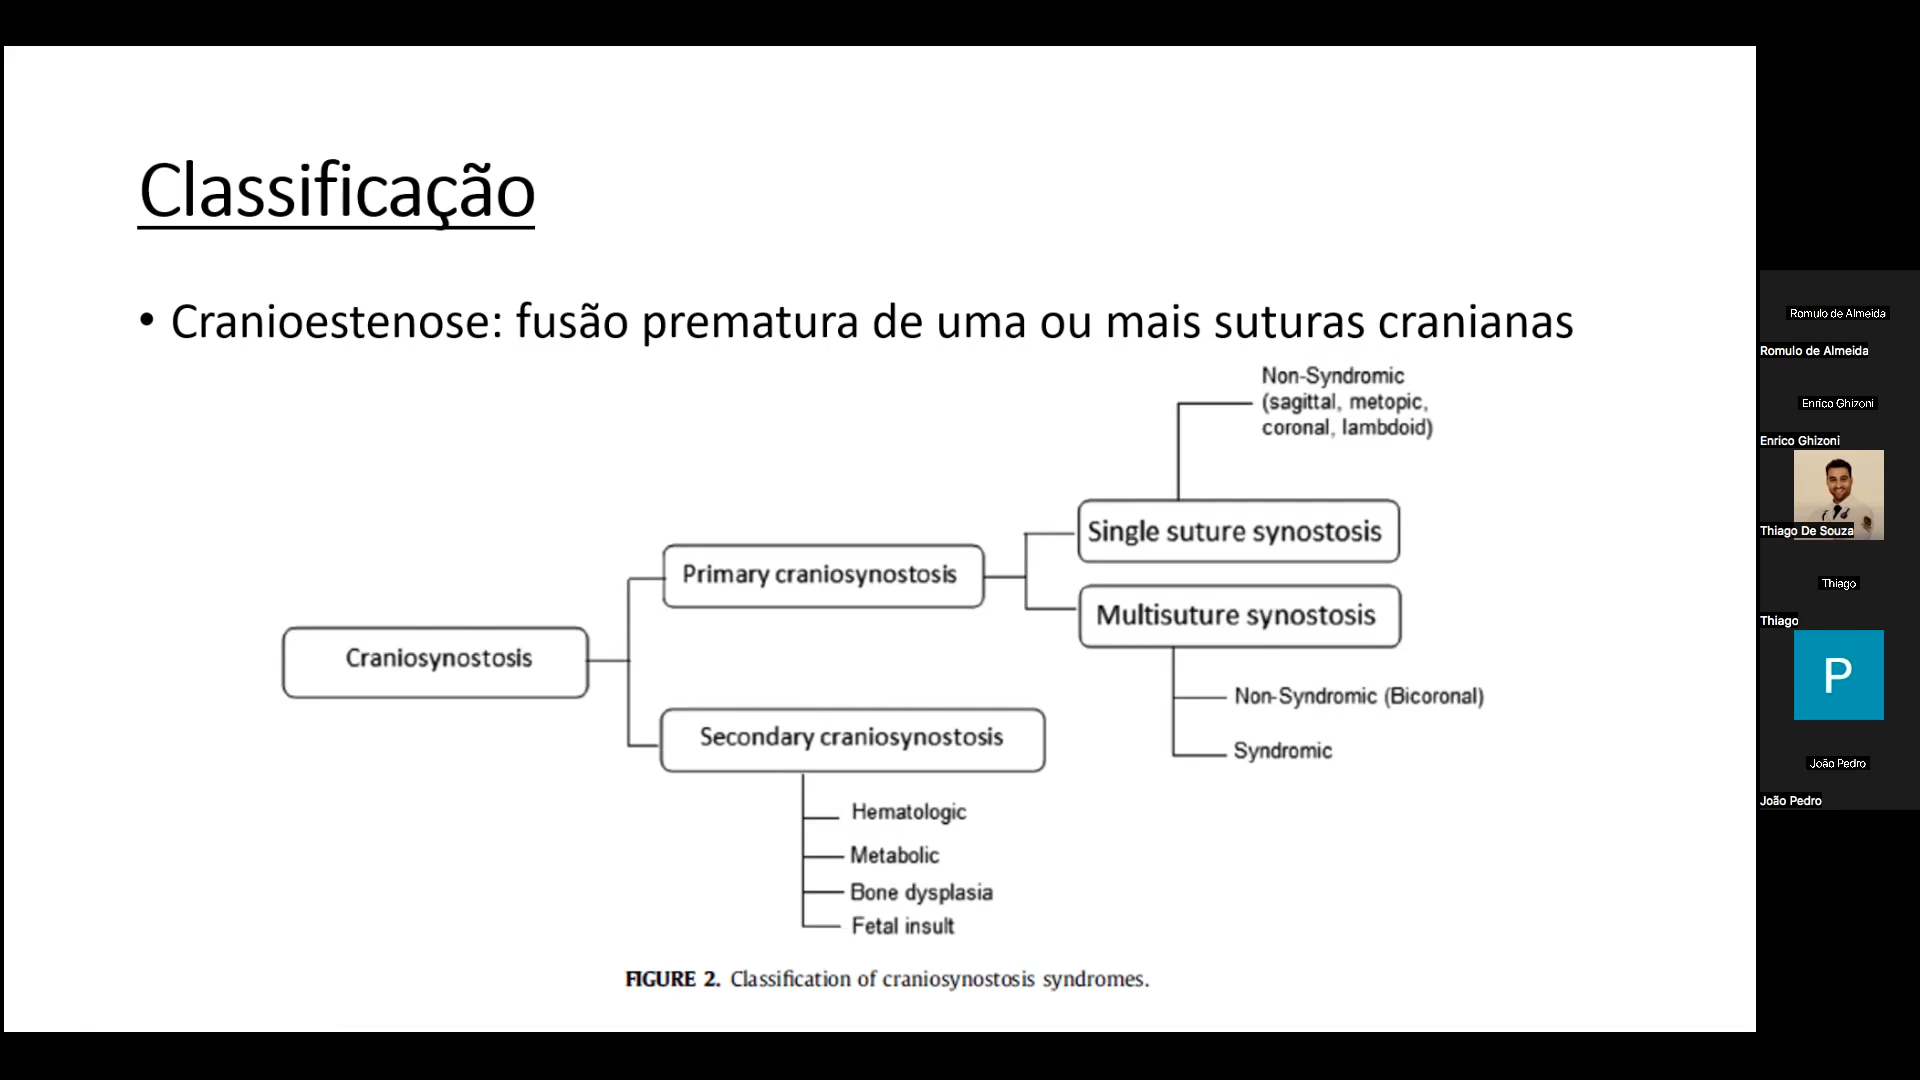 Classificação
• Cranioestenose: fusão prematura de uma ou mais suturas cranianas
Non-Syndromic
(sagittal, metopic,
coronal, lambdoid)
Single suture synostosis
Primary craniosynostosis
Multisuture synostosis
Craniosynostosis
Non-Syndromic (Bicoronal)
Secondary craniosynostosis
Syndromic
Hematologic
Metabolic
Bone dysplasia
Fetal insult
FIGURE 2. Classification of craniosynostosis syndromes.
Romulo de Almeida
Romulo de Almeida
Enrico Ghizoni
Enrico Ghizoni
Thiago De Souza
Thiago
Thiago
P
João Pedro
João Pedro